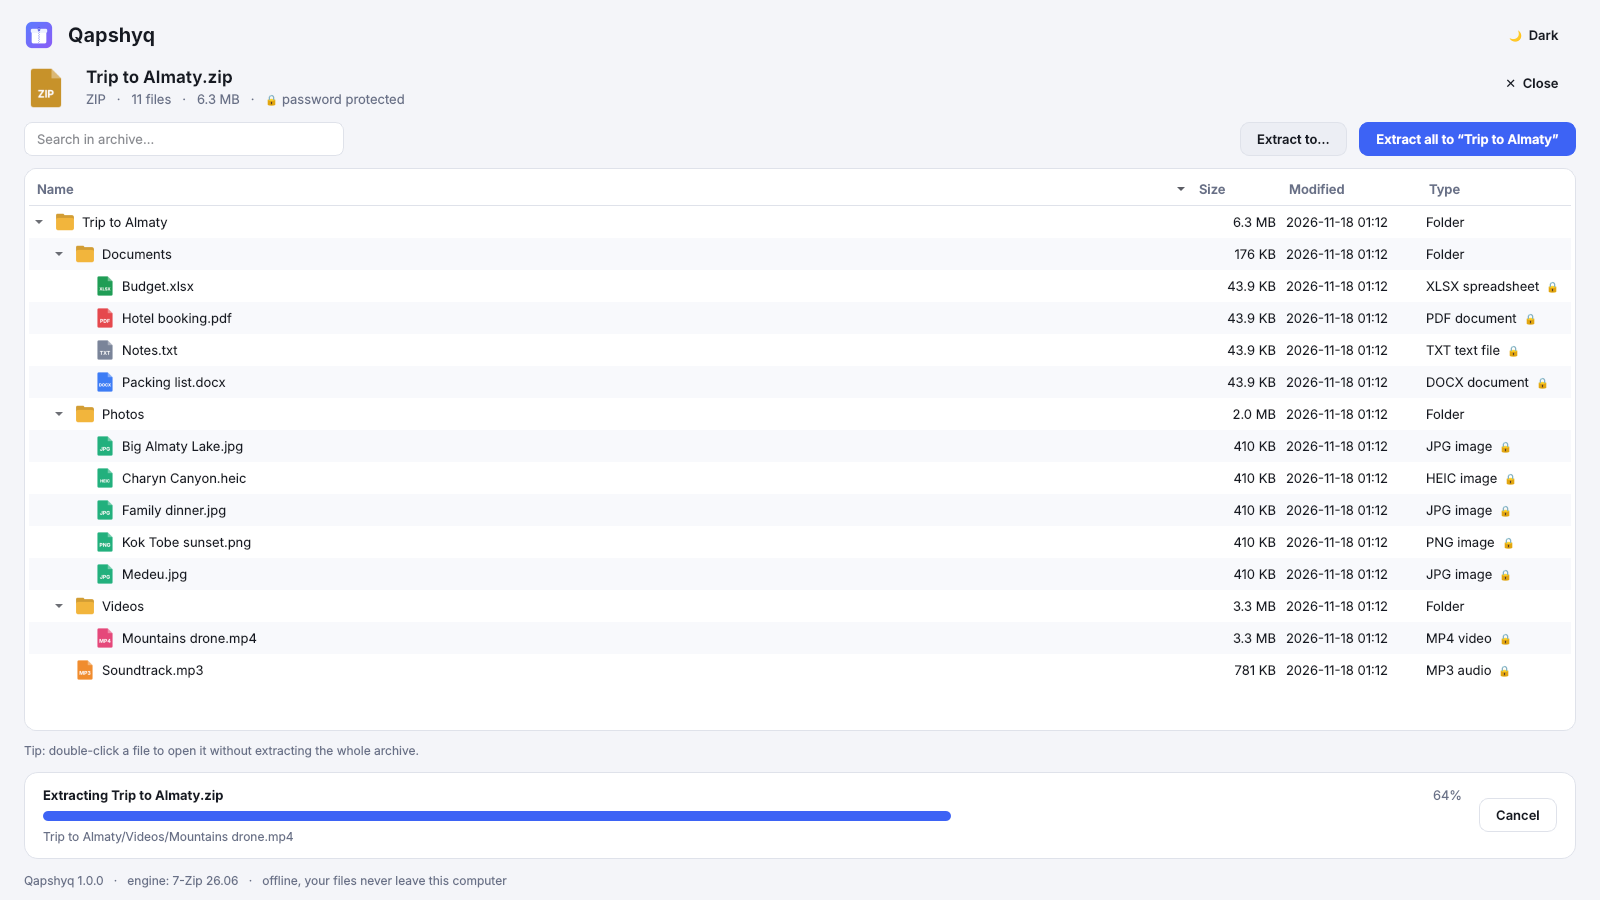 Qapshyq
🌙 Dark
ZIP
Trip to Almaty.zip
ZIP · 11 files · 6.3 MB · 🔒 password protected
✕ Close
Search in archive...
Extract to...
Extract all to “Trip to Almaty”
Name Size Modified Type
Trip to Almaty 6.3 MB 2026-11-18 01:12 Folder
Documents 176 KB 2026-11-18 01:12 Folder
XLSX Budget.xlsx 43.9 KB 2026-11-18 01:12 XLSX spreadsheet 🔒
PDF Hotel booking.pdf 43.9 KB 2026-11-18 01:12 PDF document 🔒
TXT Notes.txt 43.9 KB 2026-11-18 01:12 TXT text file 🔒
DOCX Packing list.docx 43.9 KB 2026-11-18 01:12 DOCX document 🔒
Photos 2.0 MB 2026-11-18 01:12 Folder
JPG Big Almaty Lake.jpg 410 KB 2026-11-18 01:12 JPG image 🔒
HEIC Charyn Canyon.heic 410 KB 2026-11-18 01:12 HEIC image 🔒
JPG Family dinner.jpg 410 KB 2026-11-18 01:12 JPG image 🔒
PNG Kok Tobe sunset.png 410 KB 2026-11-18 01:12 PNG image 🔒
JPG Medeu.jpg 410 KB 2026-11-18 01:12 JPG image 🔒
Videos 3.3 MB 2026-11-18 01:12 Folder
MP4 Mountains drone.mp4 3.3 MB 2026-11-18 01:12 MP4 video 🔒
MP3 Soundtrack.mp3 781 KB 2026-11-18 01:12 MP3 audio 🔒
Tip: double-click a file to open it without extracting the whole archive.
Extracting Trip to Almaty.zip 64%
Cancel
Trip to Almaty/Videos/Mountains drone.mp4
Qapshyq 1.0.0 · engine: 7-Zip 26.06 · offline, your files never leave this computer